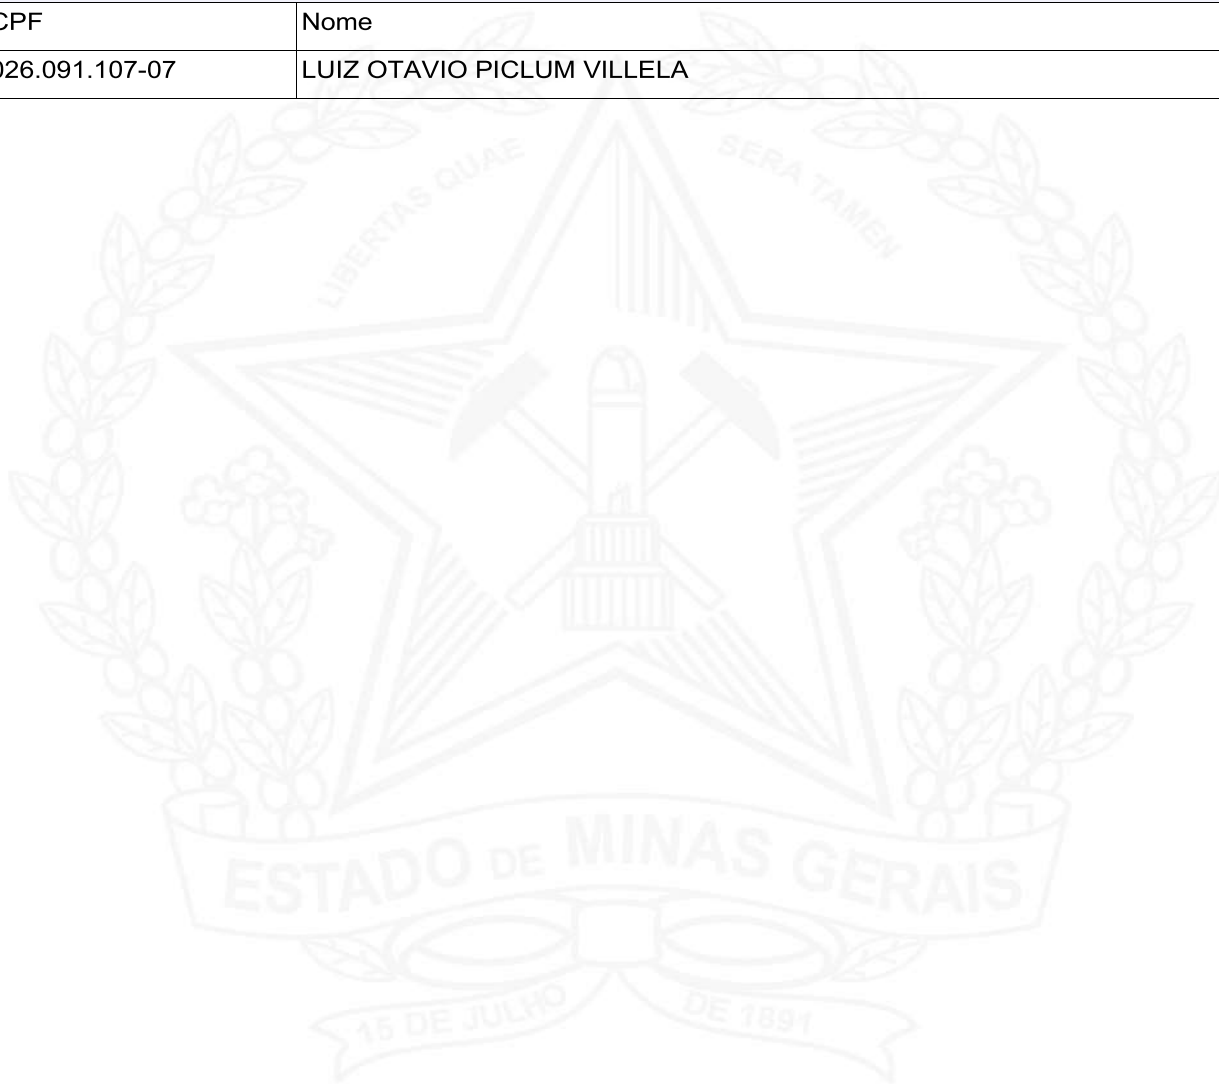 CPF Nome
026.091.107-07 LUIZ OTAVIO PICLUM VILLELA
LIBERTAS QUAE SERA TAMEN
ESTADO DE MINAS GERAIS
15 DE JULHO DE 1891